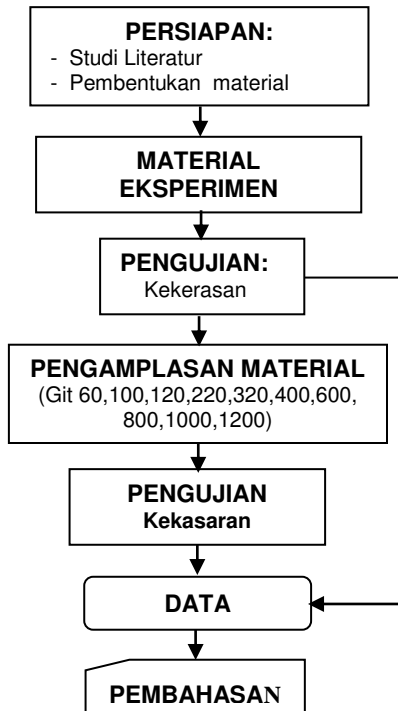 PERSIAPAN:
- Studi Literatur
- Pembentukan material
MATERIAL
EKSPERIMEN
PENGUJIAN:
Kekerasan
PENGAMPLASAN MATERIAL
(Git 60,100,120,220,320,400,600,
800,1000,1200)
PENGUJIAN
Kekasaran
DATA
PEMBAHASAN